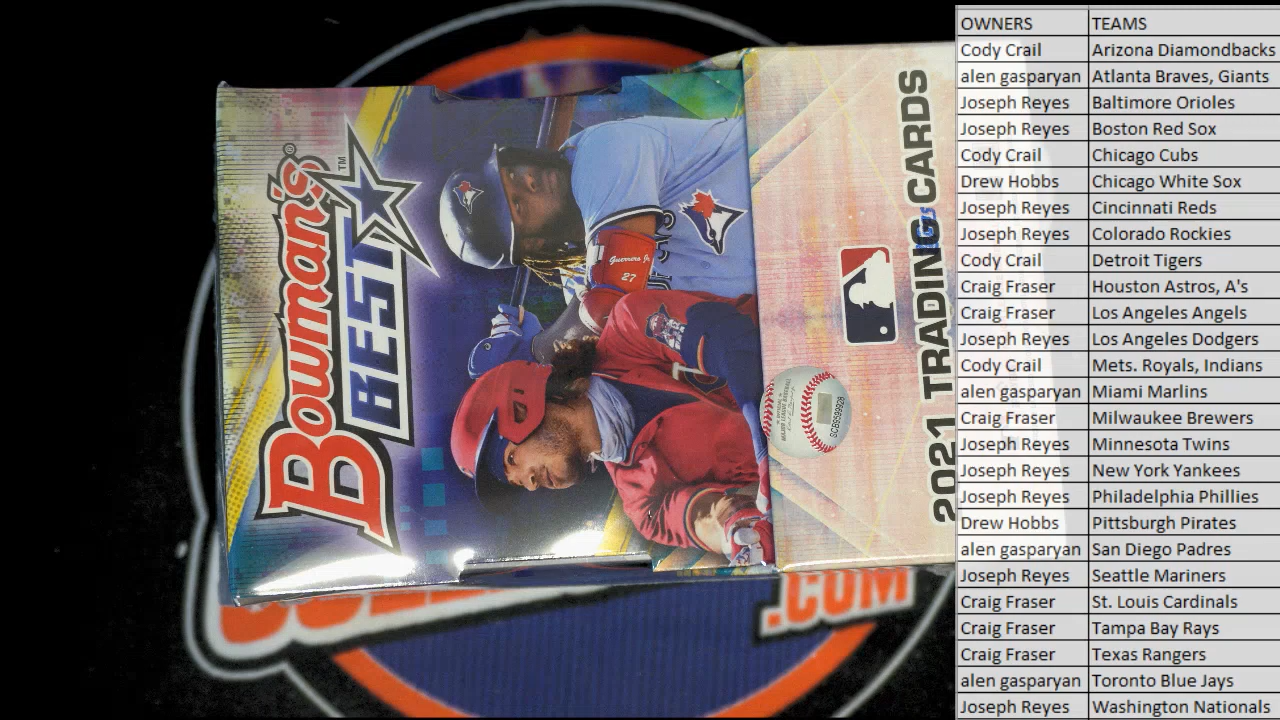 Bowman's®
BEST™
Guerrero Jr.
27
2021 TRADING CARDS
SCB9589928
.COM
OWNERS TEAMS
Cody Crail Arizona Diamondbacks
alen gasparyan Atlanta Braves, Giants
Joseph Reyes Baltimore Orioles
Joseph Reyes Boston Red Sox
Cody Crail Chicago Cubs
Drew Hobbs Chicago White Sox
Joseph Reyes Cincinnati Reds
Joseph Reyes Colorado Rockies
Cody Crail Detroit Tigers
Craig Fraser Houston Astros, A's
Craig Fraser Los Angeles Angels
Joseph Reyes Los Angeles Dodgers
Cody Crail Mets. Royals, Indians
alen gasparyan Miami Marlins
Craig Fraser Milwaukee Brewers
Joseph Reyes Minnesota Twins
Joseph Reyes New York Yankees
Joseph Reyes Philadelphia Phillies
Drew Hobbs Pittsburgh Pirates
alen gasparyan San Diego Padres
Joseph Reyes Seattle Mariners
Craig Fraser St. Louis Cardinals
Craig Fraser Tampa Bay Rays
Craig Fraser Texas Rangers
alen gasparyan Toronto Blue Jays
Joseph Reyes Washington Nationals